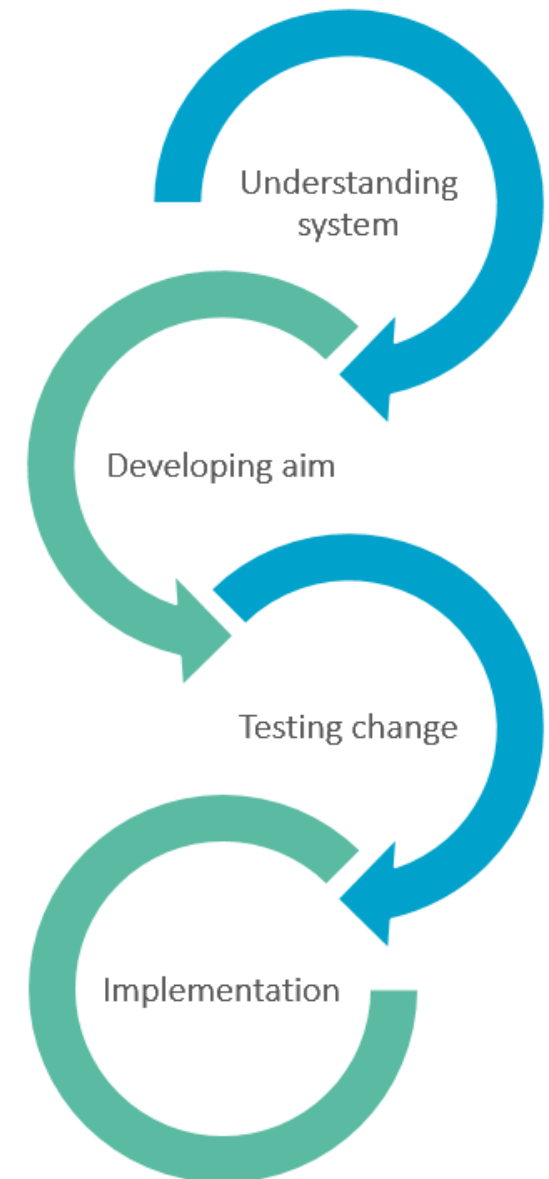 Understanding
system
Developing aim
Testing change
Implementation